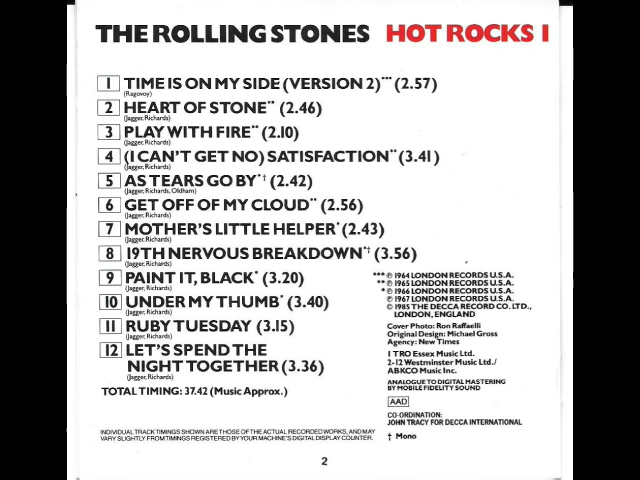 THE ROLLING STONES HOT ROCKS 1
1 TIME IS ON MY SIDE (VERSION 2)*** (2.57)
(Ragovoy)
2 HEART OF STONE** (2.46)
(Jagger, Richards)
3 PLAY WITH FIRE** (2.10)
(Jagger, Richards)
4 (I CAN'T GET NO) SATISFACTION** (3.41)
(Jagger, Richards)
5 AS TEARS GO BY*† (2.42)
(Jagger, Richards, Oldham)
6 GET OFF OF MY CLOUD** (2.56)
(Jagger, Richards)
7 MOTHER'S LITTLE HELPER* (2.43)
(Jagger, Richards)
8 19TH NERVOUS BREAKDOWN*† (3.56)
(Jagger, Richards)
9 PAINT IT, BLACK* (3.20)
(Jagger, Richards)
10 UNDER MY THUMB* (3.40)
(Jagger, Richards)
11 RUBY TUESDAY (3.15)
(Jagger, Richards)
12 LET'S SPEND THE
NIGHT TOGETHER (3.36)
(Jagger, Richards)
TOTAL TIMING: 37.42 (Music Approx.)
*** ℗ 1964 LONDON RECORDS U.S.A.
** ℗ 1965 LONDON RECORDS U.S.A.
* ℗ 1966 LONDON RECORDS U.S.A.
℗ 1967 LONDON RECORDS U.S.A.
© 1985 THE DECCA RECORD CO. LTD.,
LONDON, ENGLAND
Cover Photo: Ron Raffaelli
Original Design: Michael Gross
Agency: New Times
1 TRO Essex Music Ltd.
2-12 Westminster Music Ltd./
ABKCO Music Inc.
ANALOGUE TO DIGITAL MASTERING
BY MOBILE FIDELITY SOUND
AAD
CO-ORDINATION:
JOHN TRACY FOR DECCA INTERNATIONAL
† Mono
INDIVIDUAL TRACK TIMINGS SHOWN ARE THOSE OF THE ACTUAL RECORDED WORKS, AND MAY
VARY SLIGHTLY FROM TIMINGS REGISTERED BY YOUR MACHINE'S DIGITAL DISPLAY COUNTER.
2